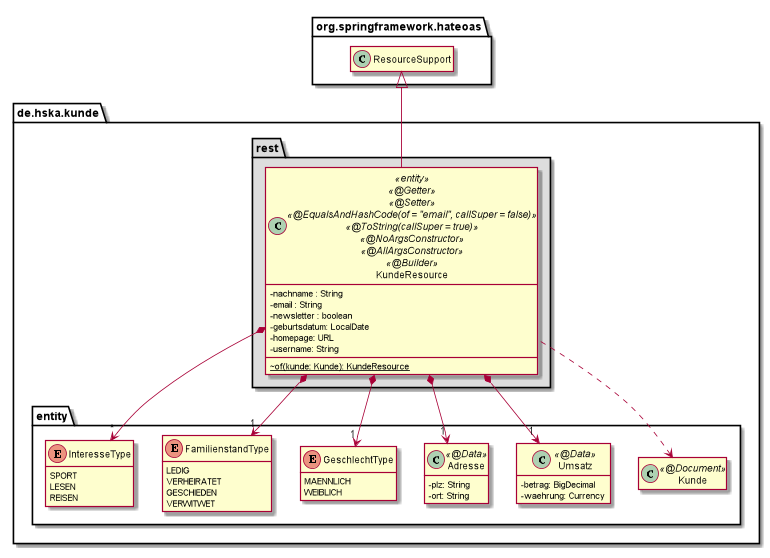 org.springframework.hateoas
C ResourceSupport
de.hska.kunde
rest
«entity»
«@Getter»
«@Setter»
«@EqualsAndHashCode(of = "email", callSuper = false)»
«@ToString(callSuper = true)»
«@NoArgsConstructor»
«@AllArgsConstructor»
«@Builder»
C KundeResource
-nachname : String
-email : String
-newsletter : boolean
-geburtsdatum: LocalDate
-homepage: URL
-username: String
~of(kunde: Kunde): KundeResource
entity
1
1
1
1
E InteresseType
SPORT
LESEN
REISEN
E FamilienstandType
LEDIG
VERHEIRATET
GESCHIEDEN
VERWITWET
E GeschlechtType
MAENNLICH
WEIBLICH
C «@Data»
Adresse
-plz: String
-ort: String
C «@Data»
Umsatz
-betrag: BigDecimal
-waehrung: Currency
C «@Document»
Kunde